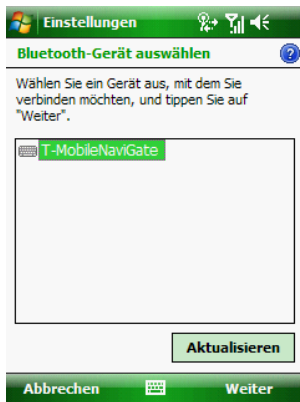 Einstellungen
Bluetooth-Gerät auswählen
Wählen Sie ein Gerät aus, mit dem Sie
verbinden möchten, und tippen Sie auf
"Weiter".
T-MobileNaviGate
Aktualisieren
Abbrechen Weiter